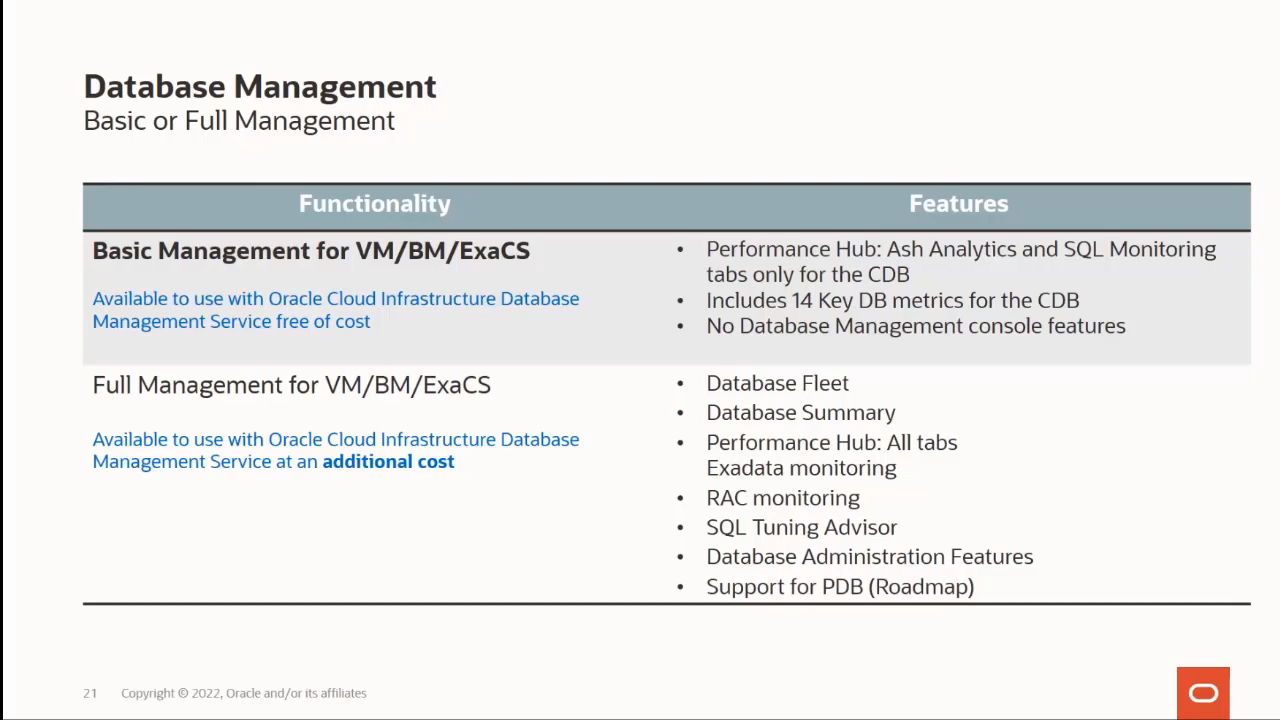 Database Management
Basic or Full Management
Functionality
Features
Basic Management for VM/BM/ExaCS
Available to use with Oracle Cloud Infrastructure Database
Management Service free of cost
• Performance Hub: Ash Analytics and SQL Monitoring
tabs only for the CDB
• Includes 14 Key DB metrics for the CDB
• No Database Management console features
Full Management for VM/BM/ExaCS
Available to use with Oracle Cloud Infrastructure Database
Management Service at an additional cost
• Database Fleet
• Database Summary
• Performance Hub: All tabs
Exadata monitoring
• RAC monitoring
• SQL Tuning Advisor
• Database Administration Features
• Support for PDB (Roadmap)
21 Copyright © 2022, Oracle and/or its affiliates